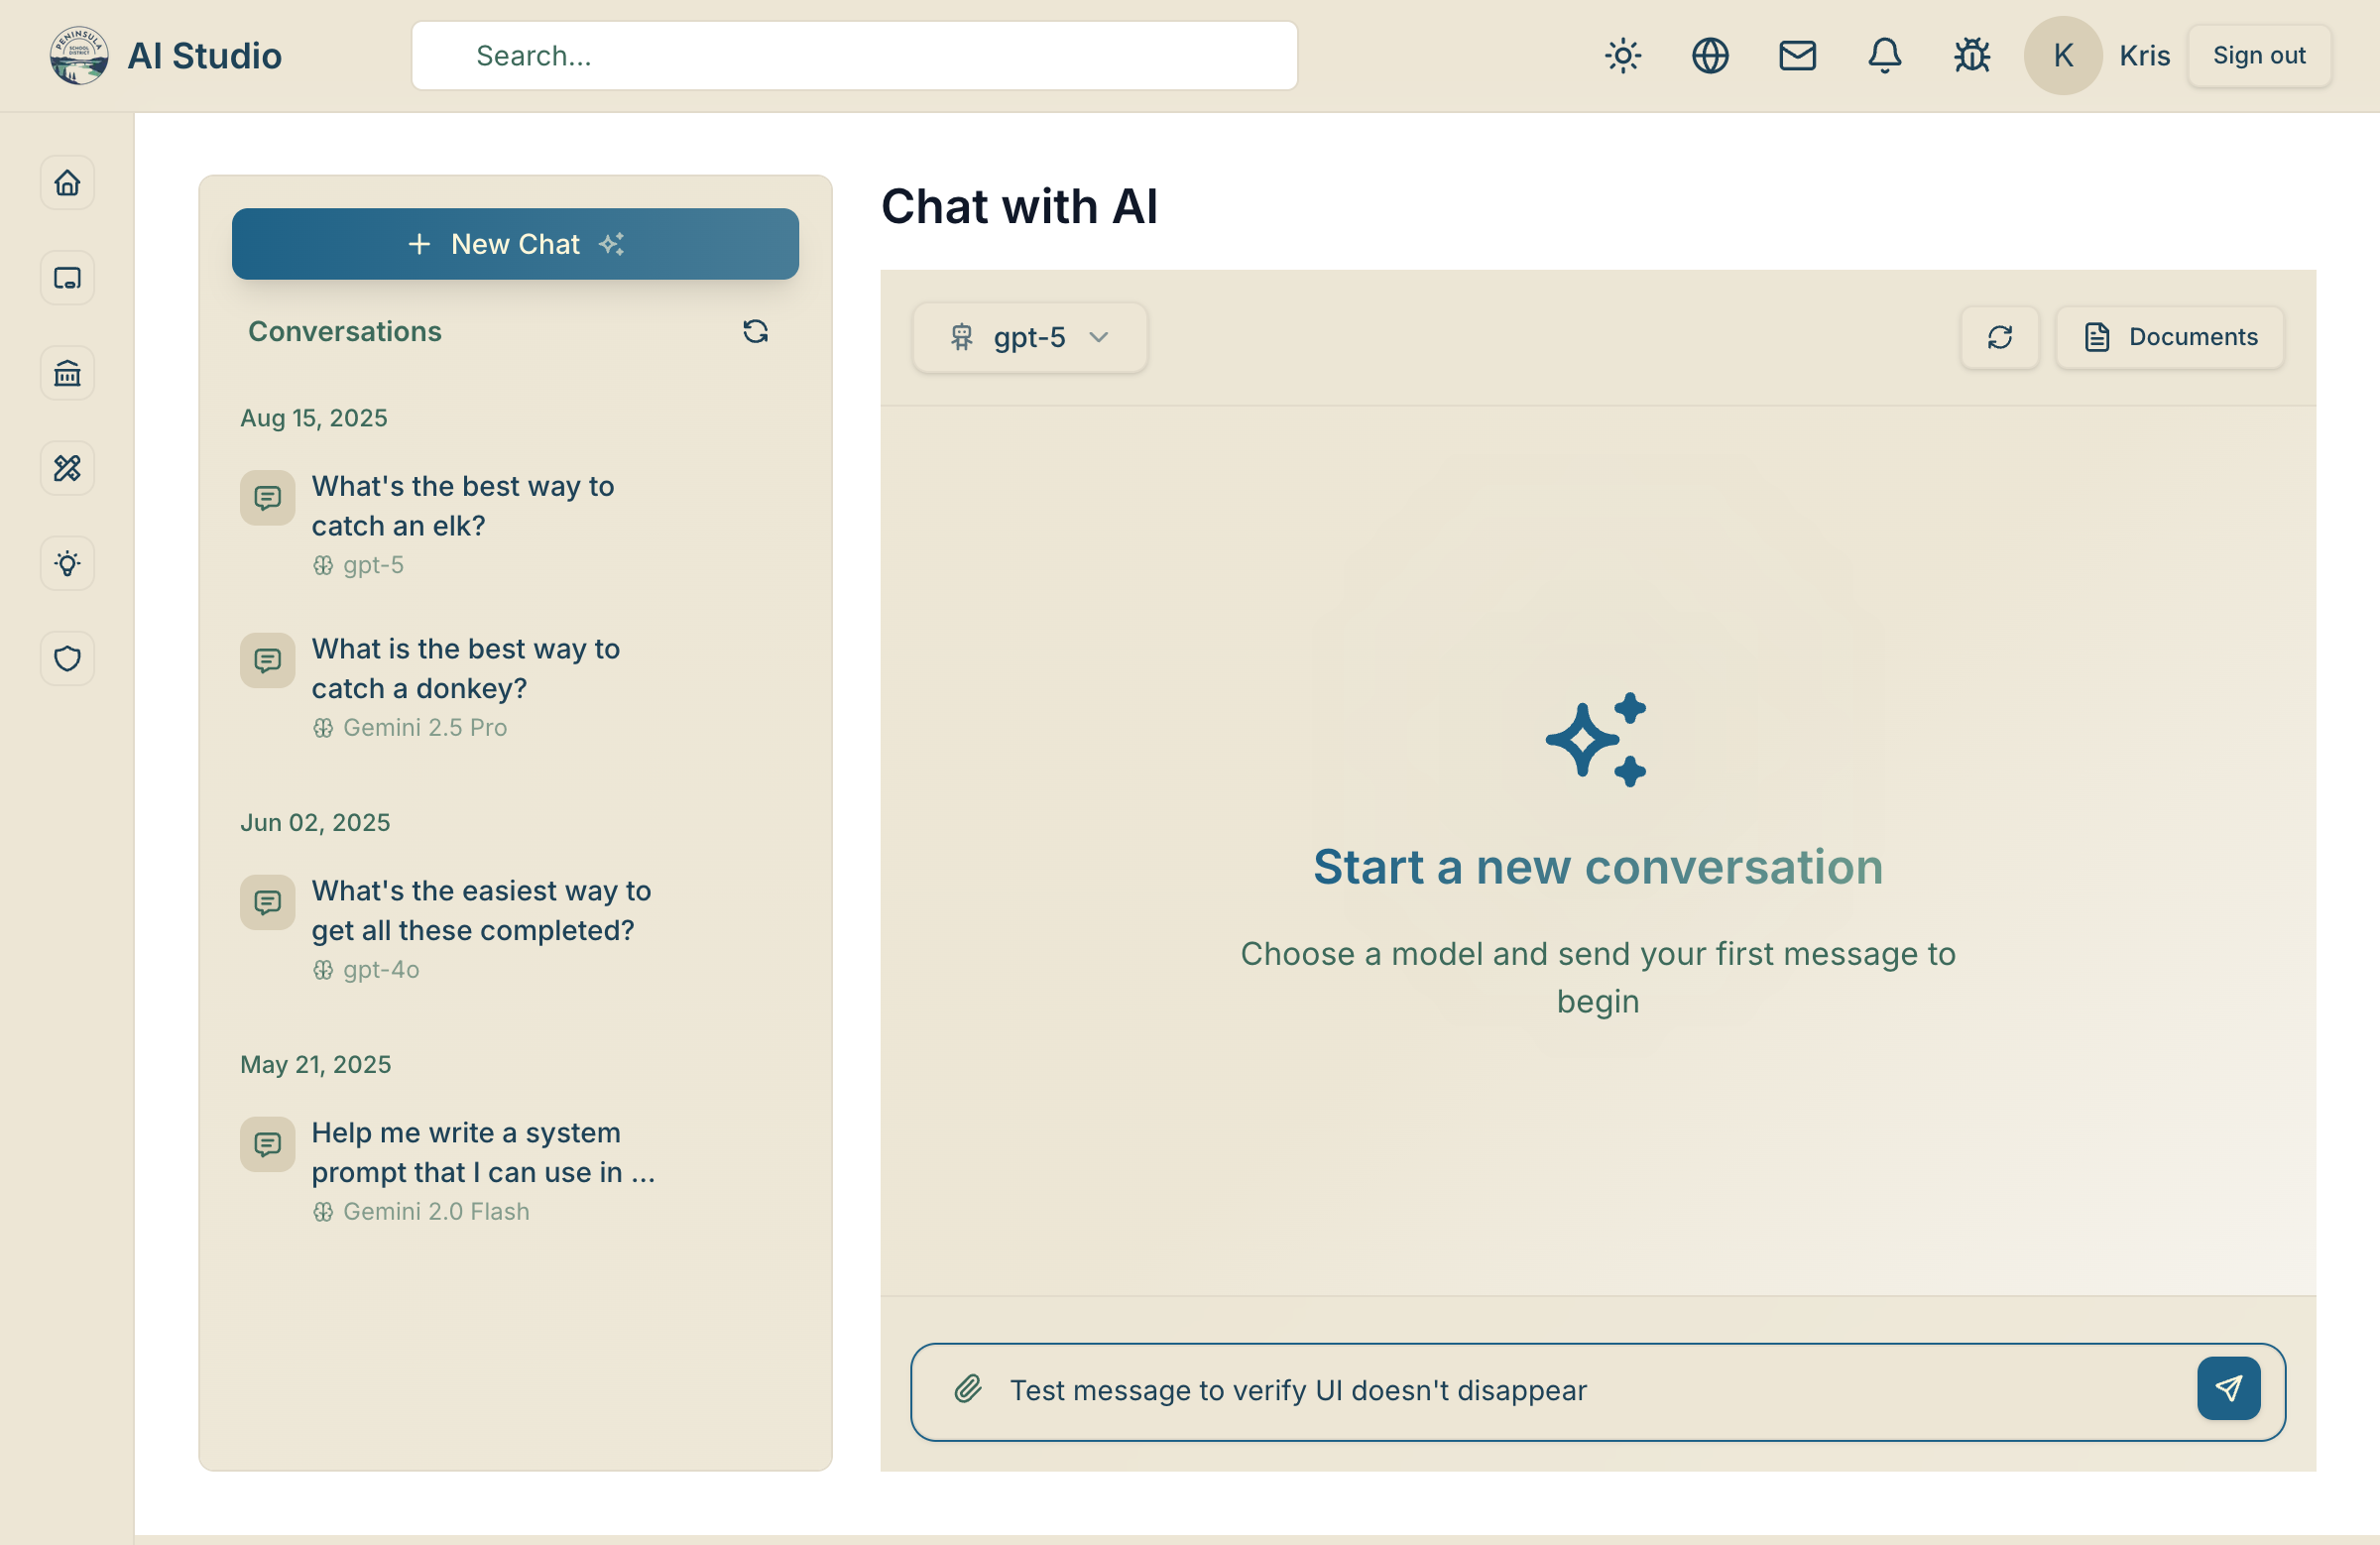 PENINSULA
SCHOOL
DISTRICT
AI Studio
Search...
K
Kris
Sign out
New Chat
Conversations
Aug 15, 2025
What's the best way to
catch an elk?
gpt-5
What is the best way to
catch a donkey?
Gemini 2.5 Pro
Jun 02, 2025
What's the easiest way to
get all these completed?
gpt-4o
May 21, 2025
Help me write a system
prompt that I can use in ...
Gemini 2.0 Flash
Chat with AI
gpt-5
Documents
Start a new conversation
Choose a model and send your first message to
begin
Test message to verify UI doesn't disappear